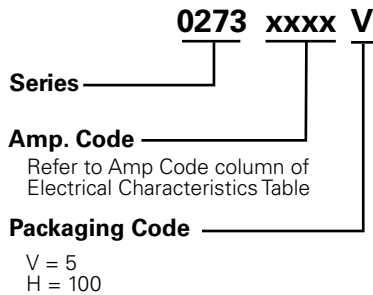 0273 xxxx V
Series
Amp. Code
Refer to Amp Code column of
Electrical Characteristics Table
Packaging Code
V = 5
H = 100